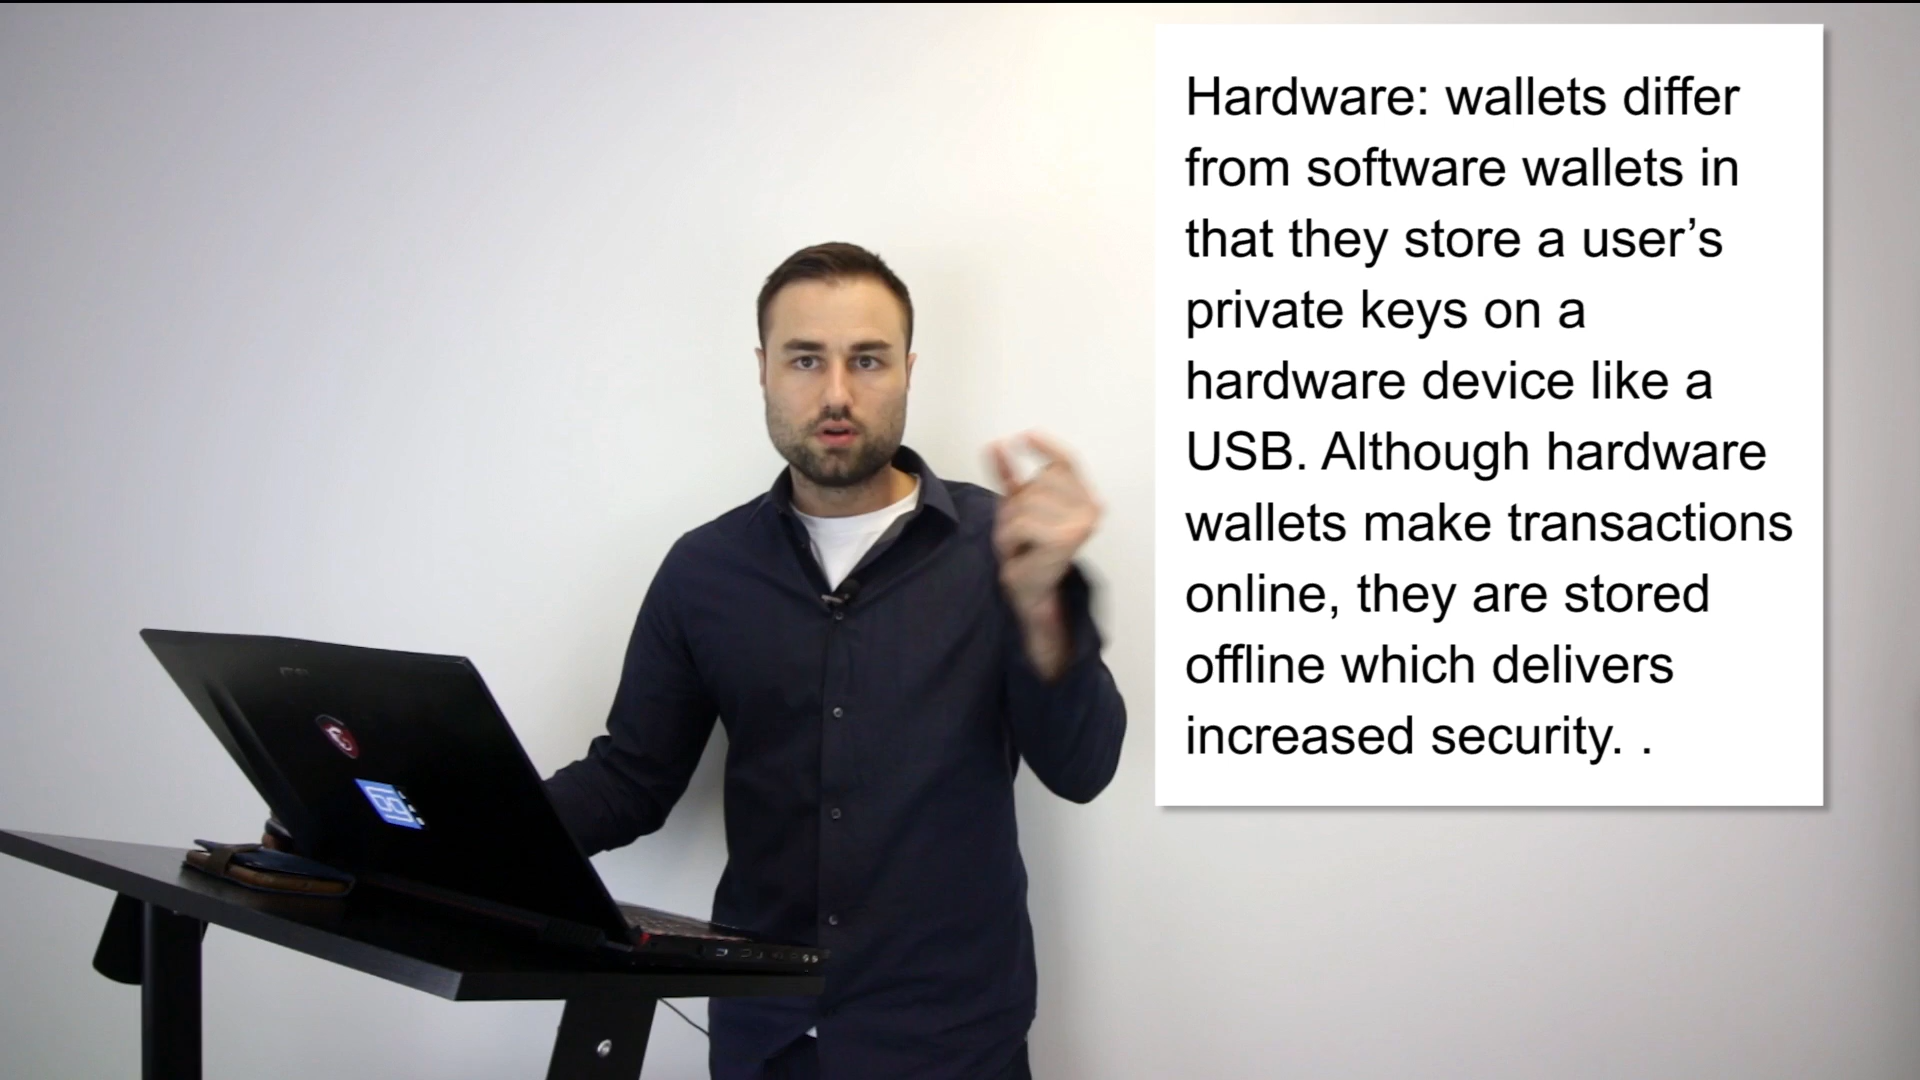 Hardware: wallets differ
from software wallets in
that they store a user’s
private keys on a
hardware device like a
USB. Although hardware
wallets make transactions
online, they are stored
offline which delivers
increased security. .